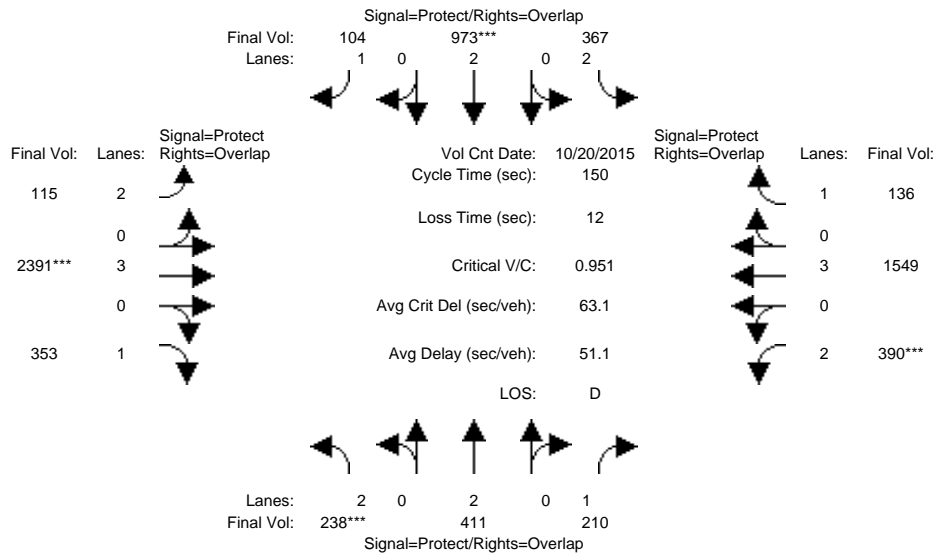 Signal=Protect/Rights=Overlap
Final Vol: 104 973*** 367
Lanes: 1 0 2 0 2
Signal=Protect
Final Vol: Lanes: Rights=Overlap
Vol Cnt Date: 10/20/2015
Signal=Protect
Rights=Overlap Lanes: Final Vol:
Cycle Time (sec): 150
115 2
1 136
Loss Time (sec): 12
0
0
2391*** 3
Critical V/C: 0.951
3 1549
0
Avg Crit Del (sec/veh): 63.1
0
353 1
Avg Delay (sec/veh): 51.1
2 390***
LOS: D
Lanes: 2 0 2 0 1
Final Vol: 238*** 411 210
Signal=Protect/Rights=Overlap